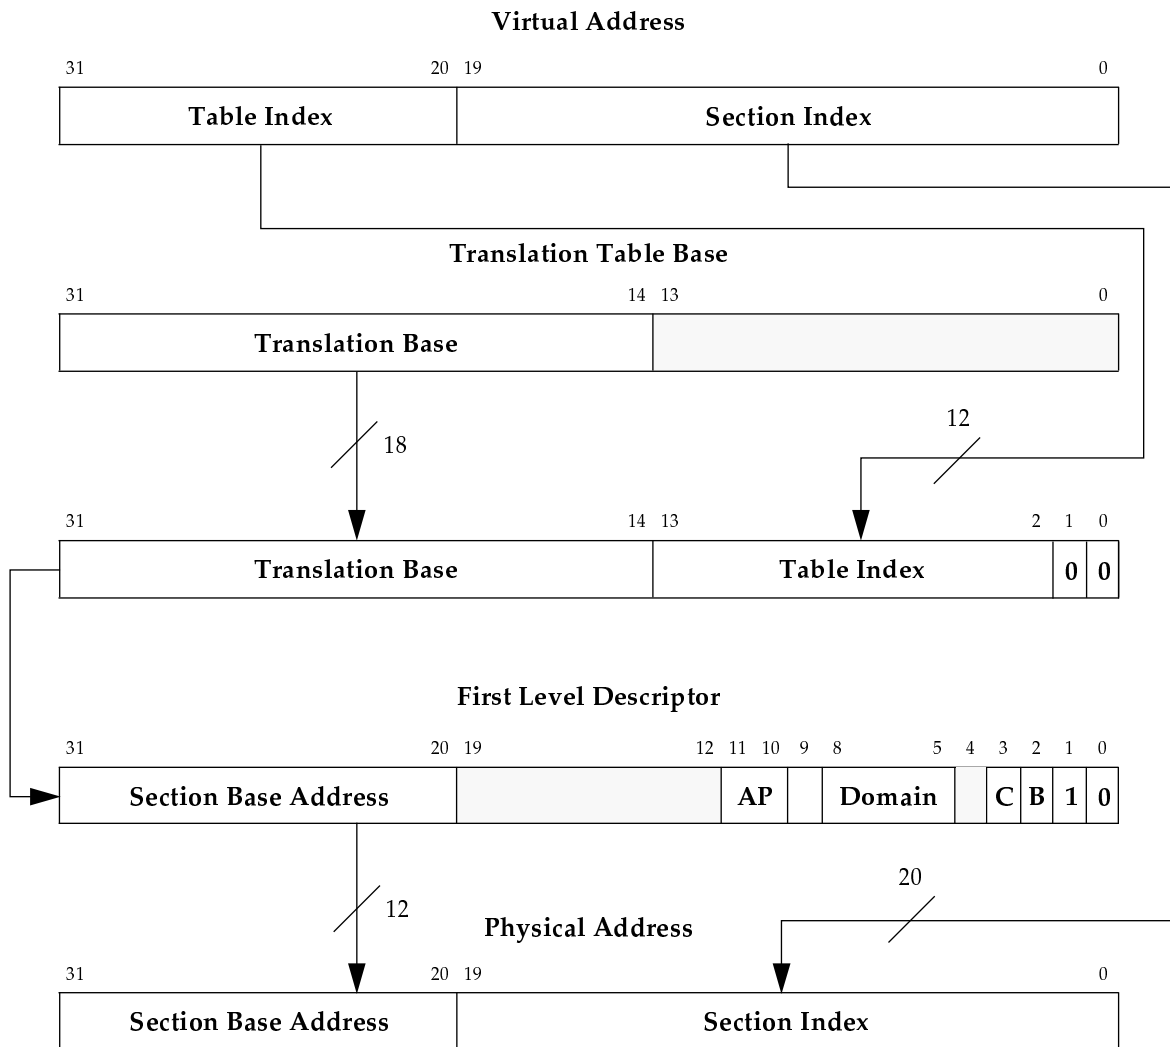 Virtual Address
31 20 19 0
Table Index Section Index
Translation Table Base
31 14 13 0
Translation Base
12
18
31 14 13 2 1 0
Translation Base Table Index 0 0
First Level Descriptor
31 20 19 12 11 10 9 8 5 4 3 2 1 0
Section Base Address AP Domain C B 1 0
20
12
Physical Address
31 20 19 0
Section Base Address Section Index